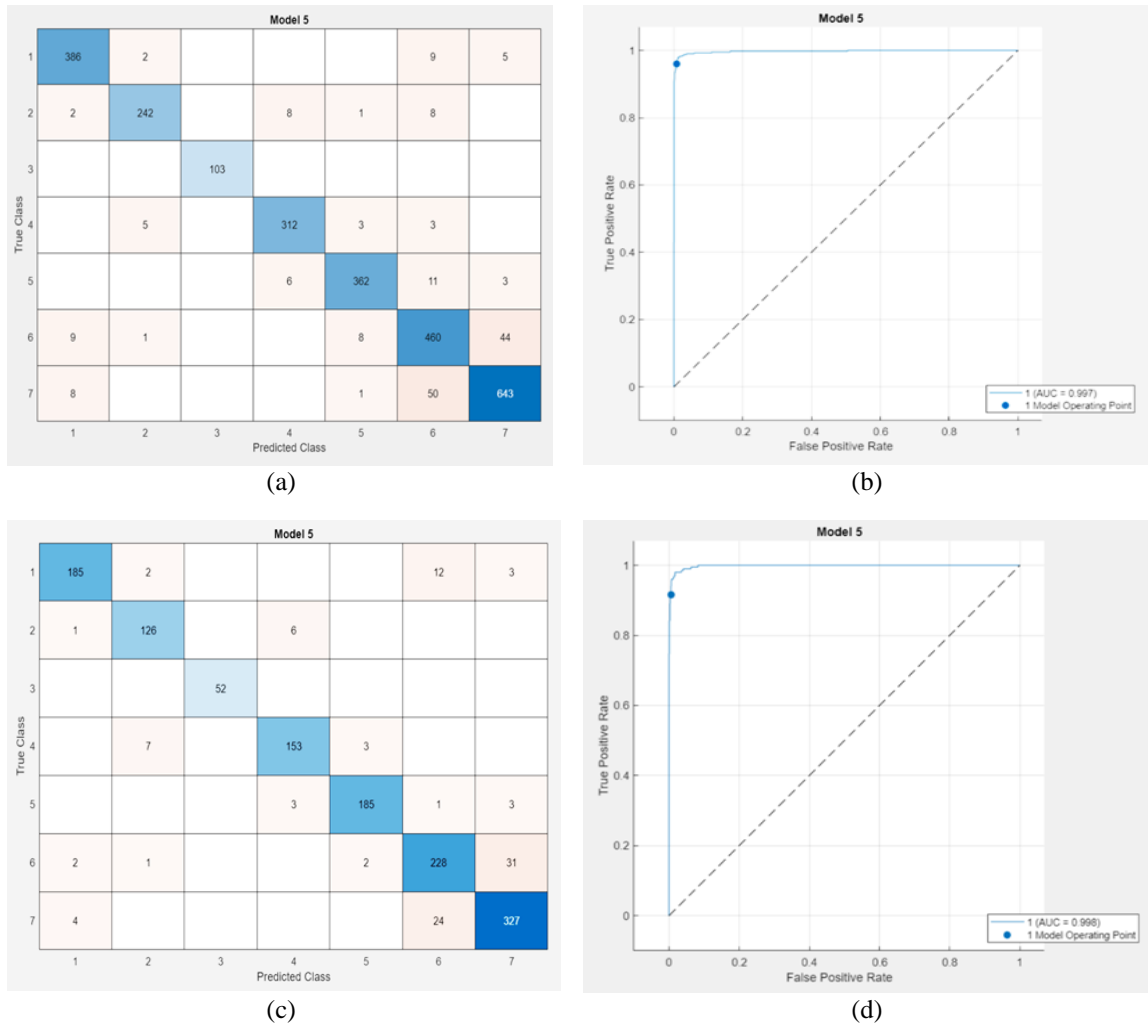 Model 5
1 386 2 9 5
2 2 242 8 1 8
3 103
4 5 312 3 3
5 6 362 11 3
6 9 1 8 460 44
7 8 1 50 643
1 2 3 4 5 6 7
True Class
Predicted Class
(a)
Model 5
1
0.8
0.6
0.4
0.2
0
0 0.2 0.4 0.6 0.8 1
True Positive Rate
False Positive Rate
1 (AUC = 0.997)
1 Model Operating Point
(b)
Model 5
1 185 2 12 3
2 1 126 6
3 52
4 7 153 3
5 3 185 1 3
6 2 1 2 228 31
7 4 24 327
1 2 3 4 5 6 7
True Class
Predicted Class
(c)
Model 5
1
0.8
0.6
0.4
0.2
0
0 0.2 0.4 0.6 0.8 1
True Positive Rate
False Positive Rate
1 (AUC = 0.998)
1 Model Operating Point
(d)